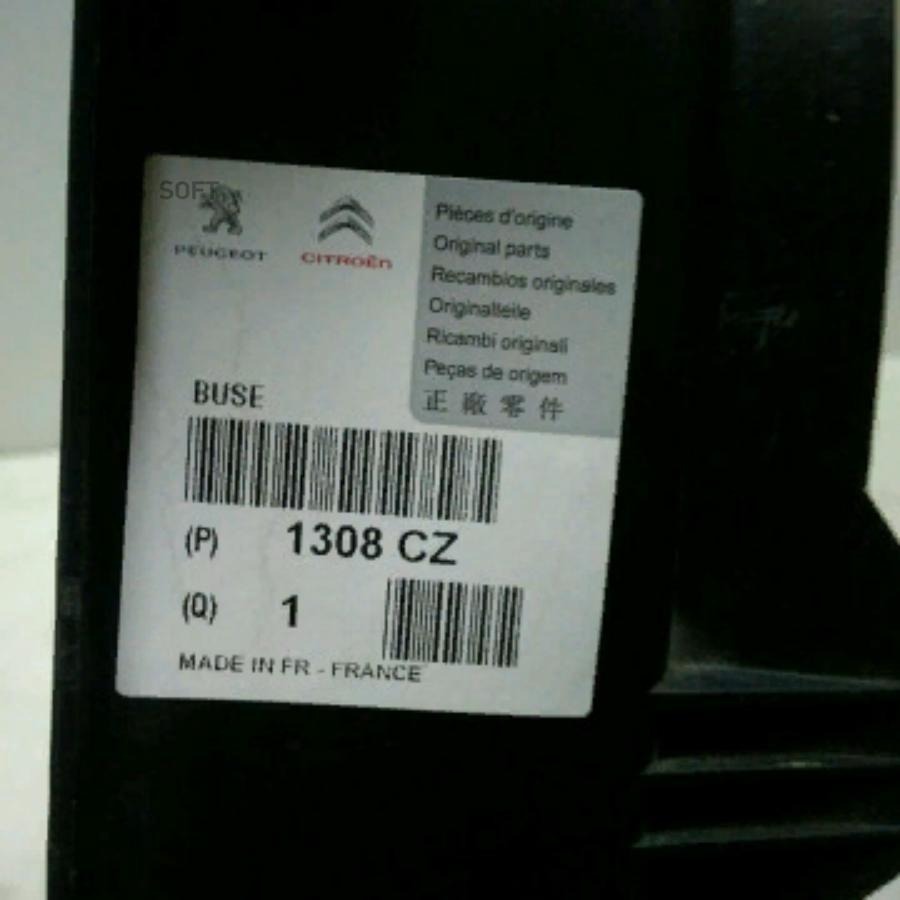 SOFT
PEUGEOT
CITROËN
Pièces d'origine
Original parts
Recambios originales
Originalteile
Ricambi originali
Peças de origem
正廠零件
BUSE
(P) 1308 CZ
(Q) 1
MADE IN FR - FRANCE